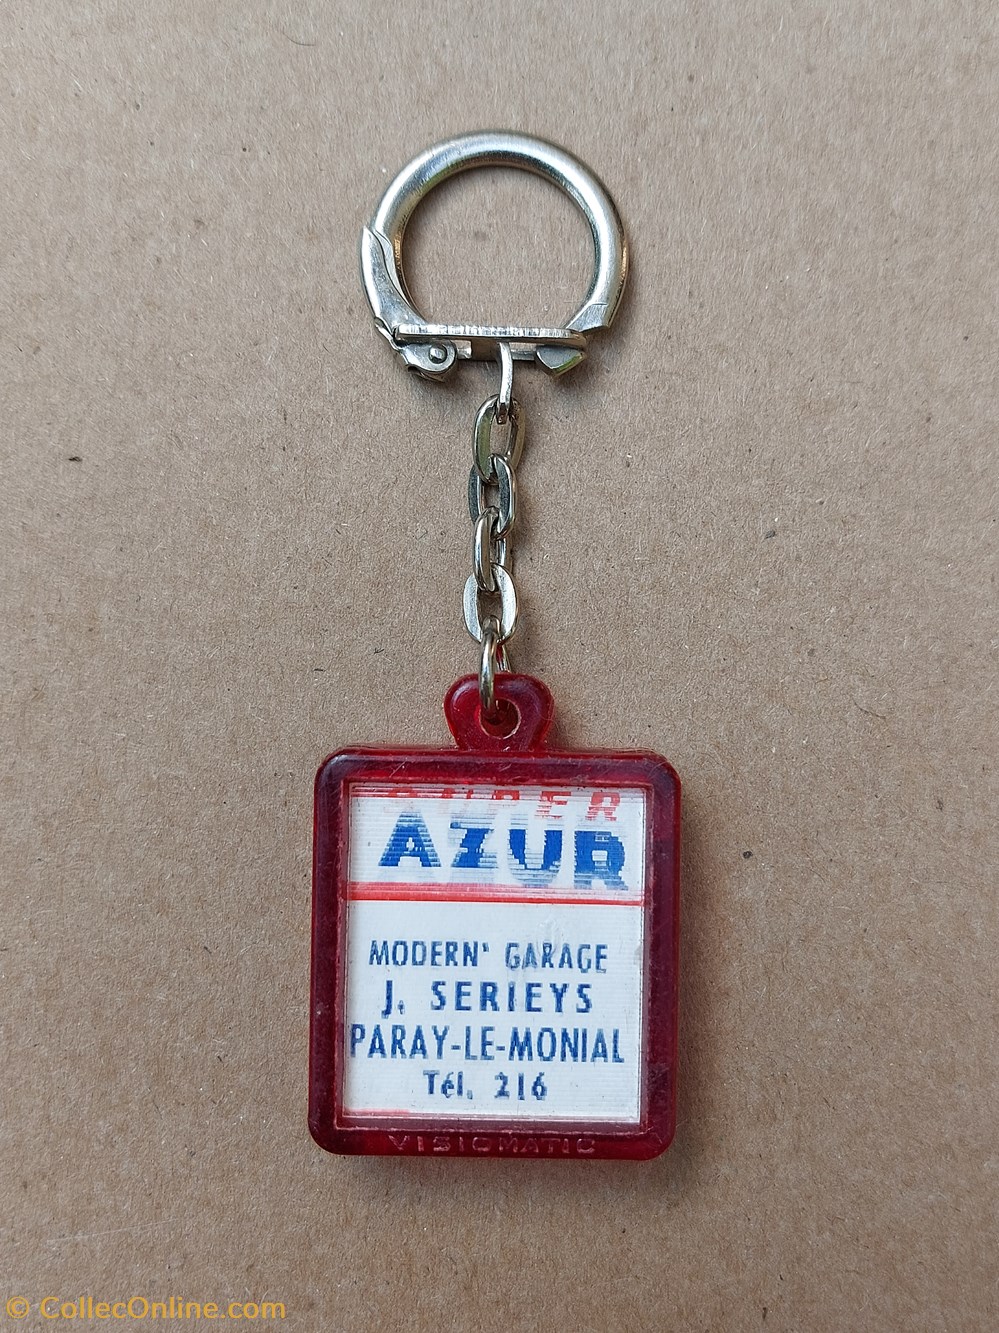 SUPER
AZUR
MODERN' GARAGE
J. SERIEYS
PARAY-LE-MONIAL
Tél. 216
VISIOMATIC
© CollecOnline.com